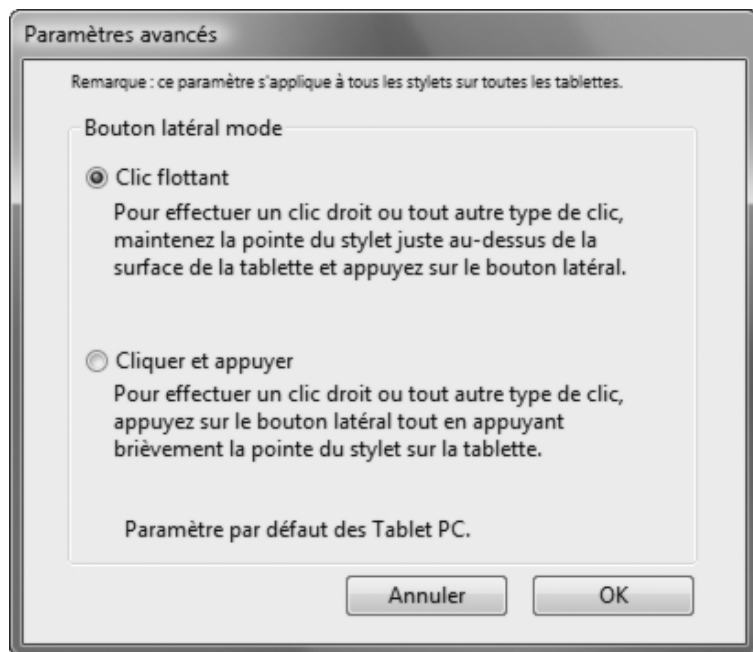 Paramètres avancés
Remarque : ce paramètre s'applique à tous les stylets sur toutes les tablettes.
Bouton latéral mode
Clic flottant
Pour effectuer un clic droit ou tout autre type de clic,
maintenez la pointe du stylet juste au-dessus de la
surface de la tablette et appuyez sur le bouton latéral.
Cliquer et appuyer
Pour effectuer un clic droit ou tout autre type de clic,
appuyez sur le bouton latéral tout en appuyant
brièvement la pointe du stylet sur la tablette.
Paramètre par défaut des Tablet PC.
Annuler OK